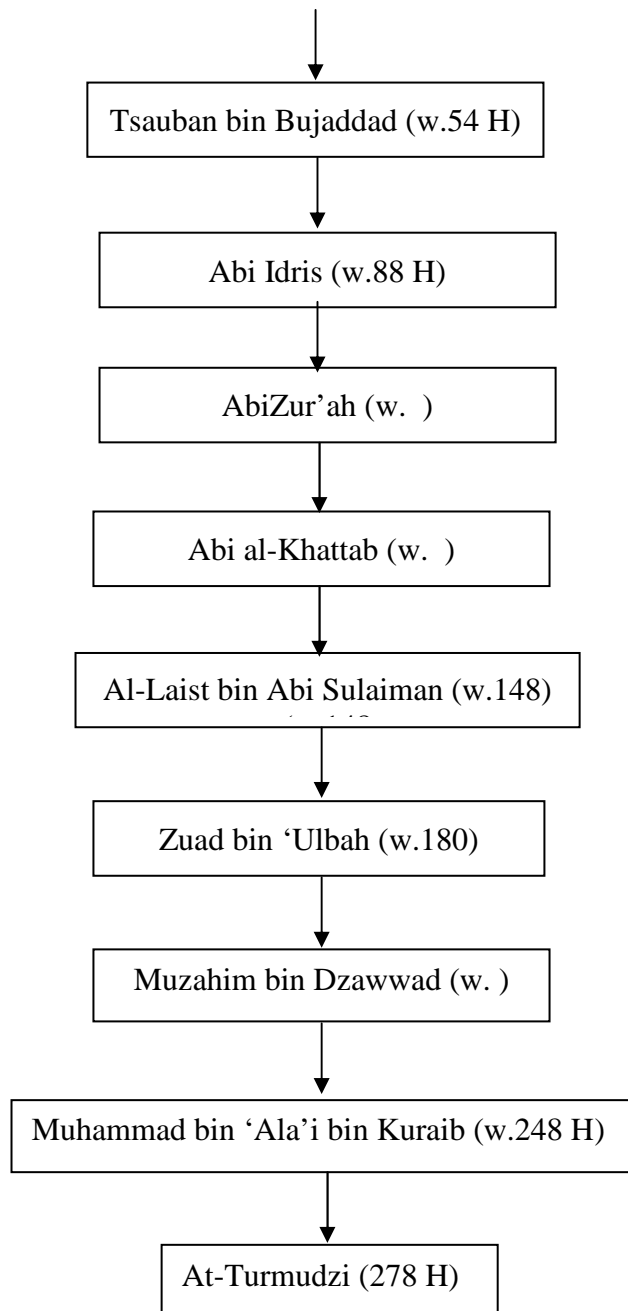 Tsauban bin Bujaddad (w.54 H)
Abi Idris (w.88 H)
AbiZur’ah (w. )
Abi al-Khattab (w. )
Al-Laist bin Abi Sulaiman (w.148)
Zuad bin ‘Ulbah (w.180)
Muzahim bin Dzawwad (w. )
Muhammad bin ‘Ala’i bin Kuraib (w.248 H)
At-Turmudzi (278 H)